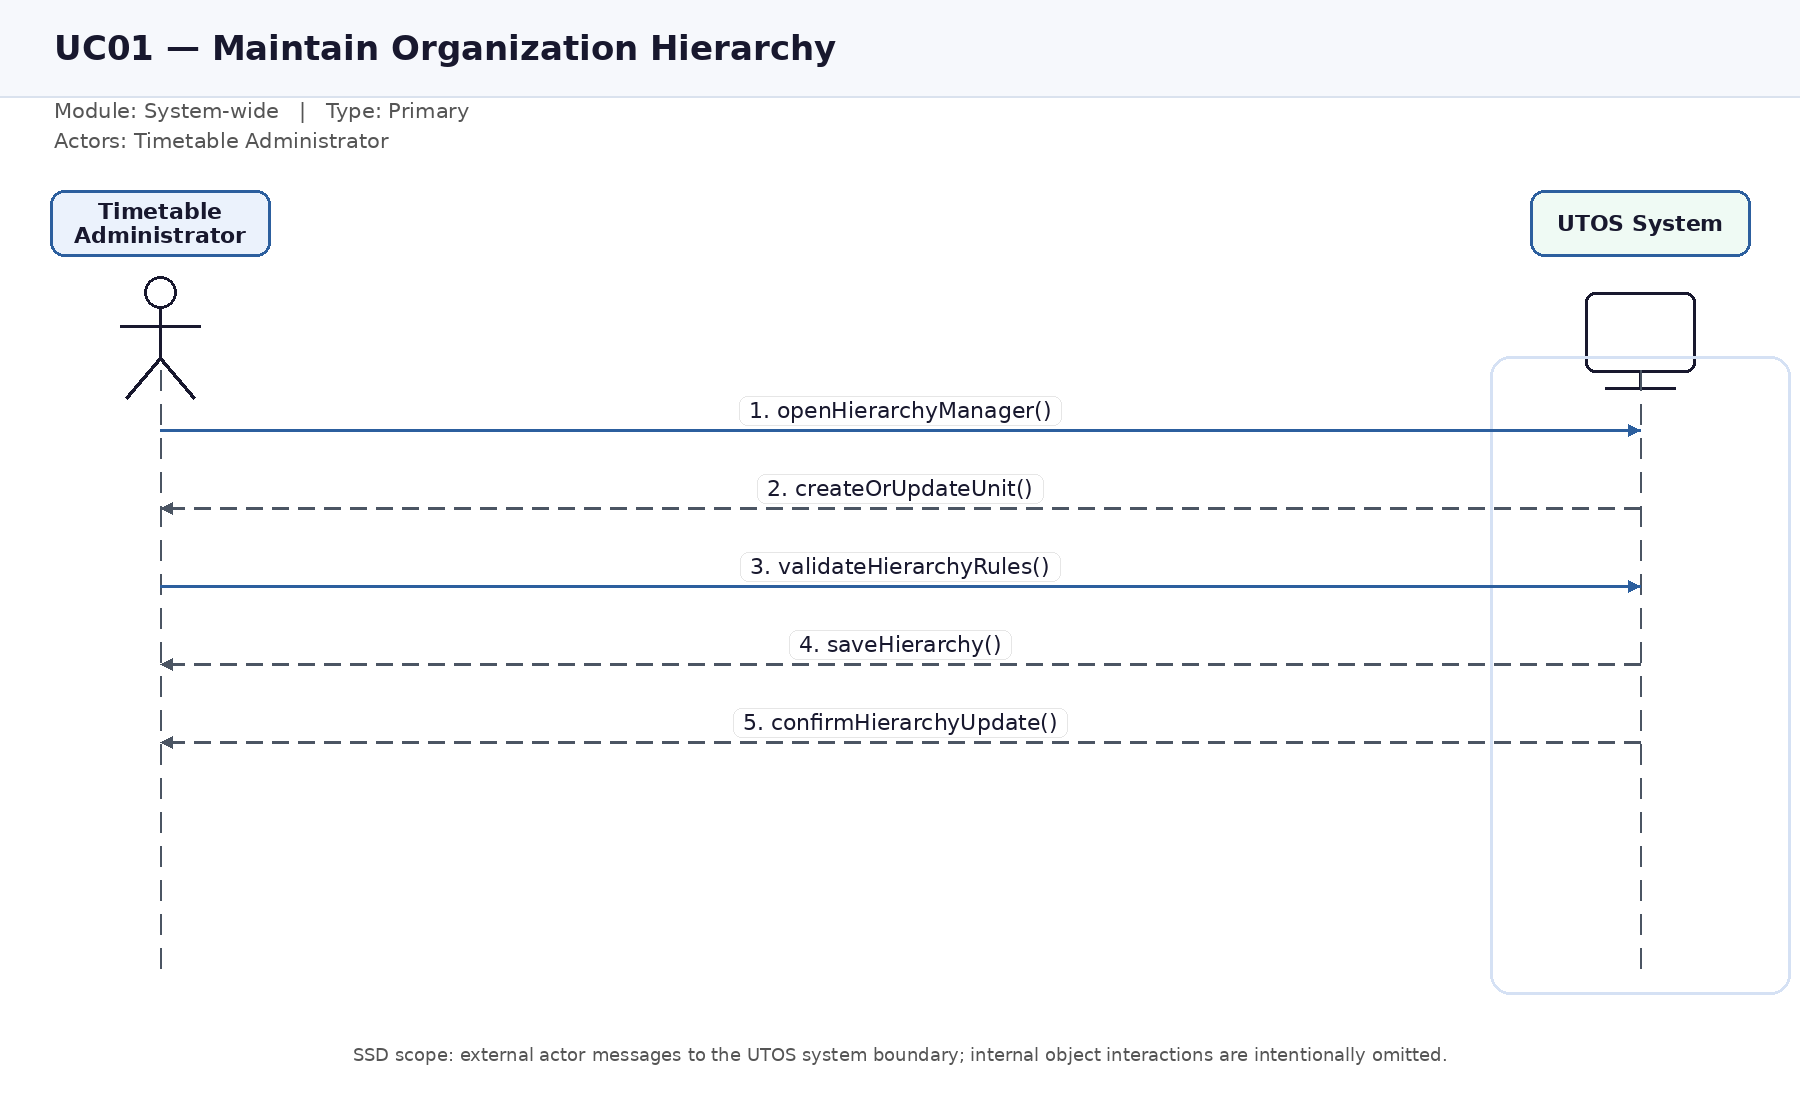 UC01 — Maintain Organization Hierarchy
Module: System-wide | Type: Primary
Actors: Timetable Administrator
Timetable
Administrator
UTOS System
1. openHierarchyManager()
2. createOrUpdateUnit()
3. validateHierarchyRules()
4. saveHierarchy()
5. confirmHierarchyUpdate()
SSD scope: external actor messages to the UTOS system boundary; internal object interactions are intentionally omitted.